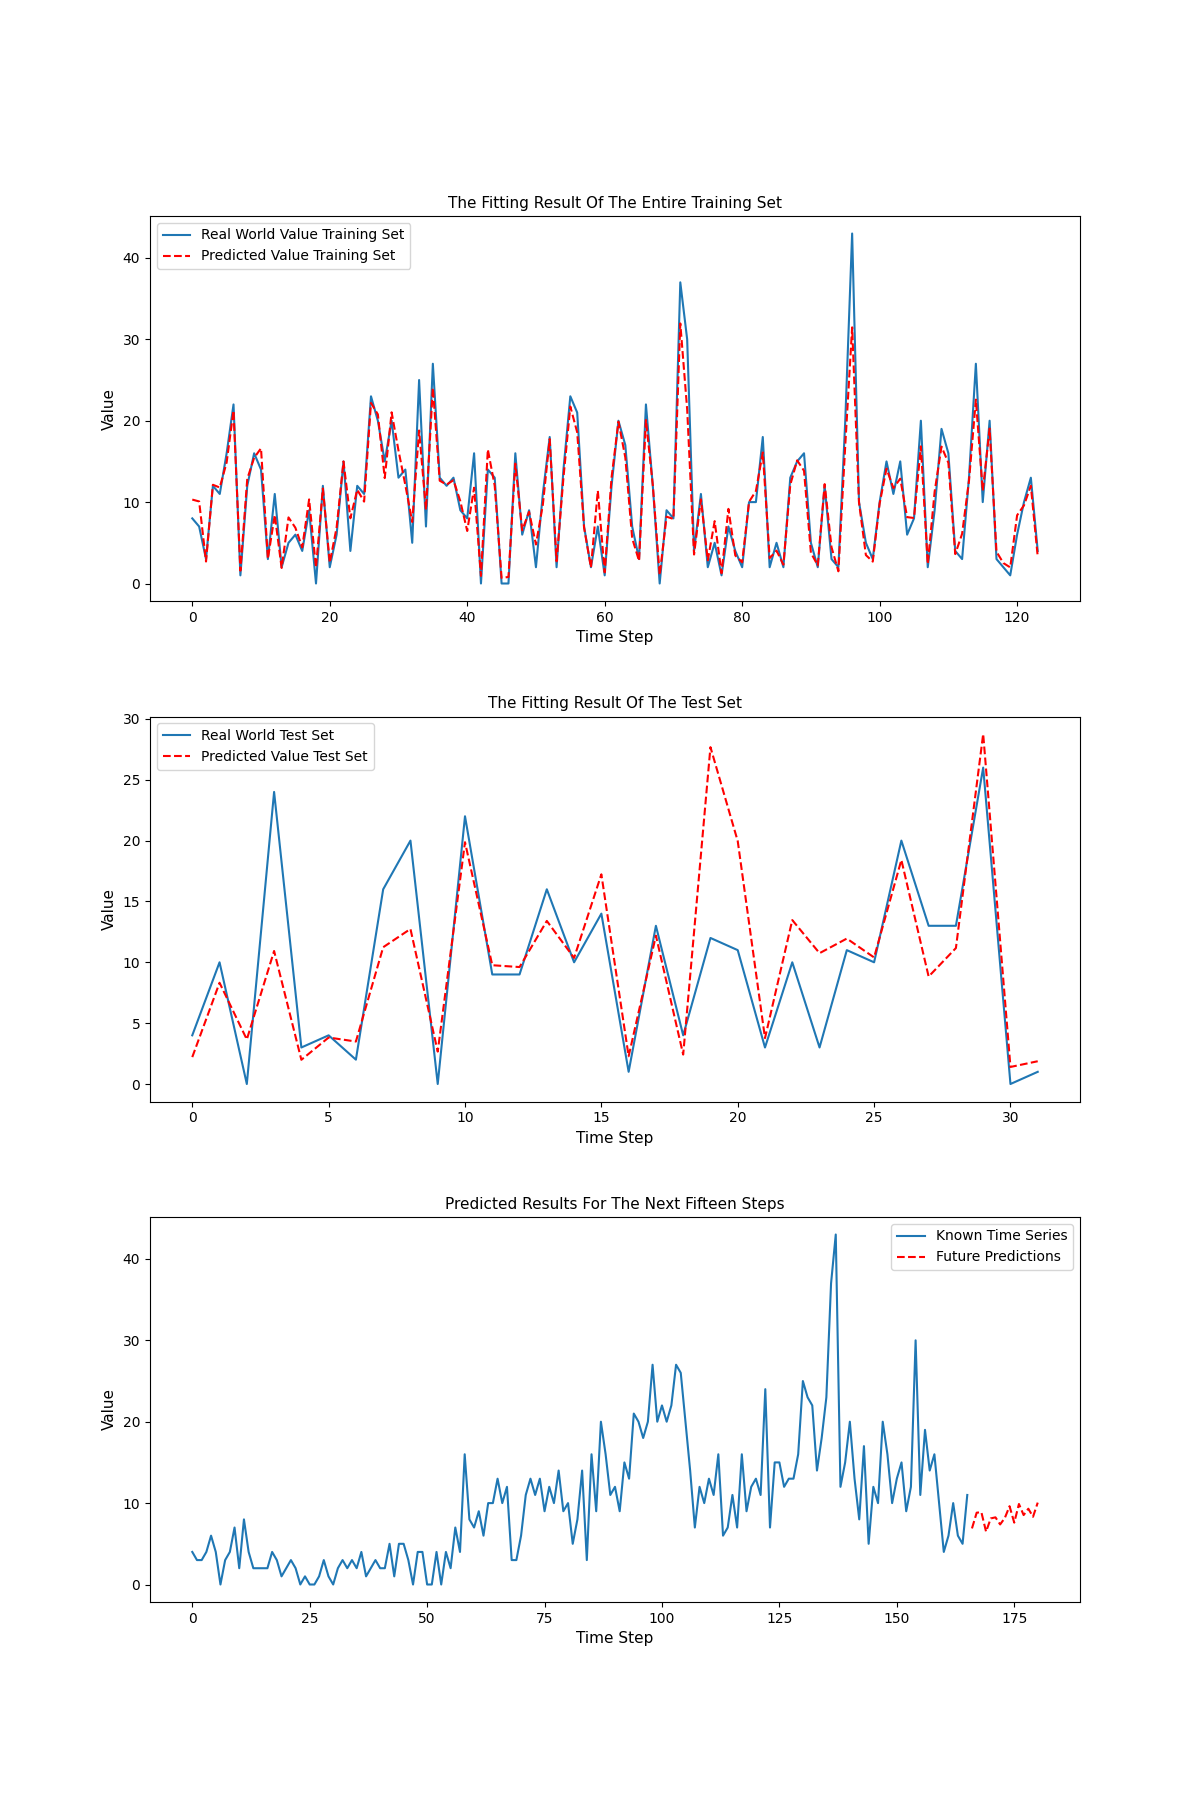 The Fitting Result Of The Entire Training Set
Real World Value Training Set
Predicted Value Training Set
40
30
20
10
0
Value
0 20 40 60 80 100 120
Time Step
The Fitting Result Of The Test Set
Real World Test Set
Predicted Value Test Set
30
25
20
15
10
5
0
Value
0 5 10 15 20 25 30
Time Step
Predicted Results For The Next Fifteen Steps
Known Time Series
Future Predictions
40
30
20
10
0
Value
0 25 50 75 100 125 150 175
Time Step